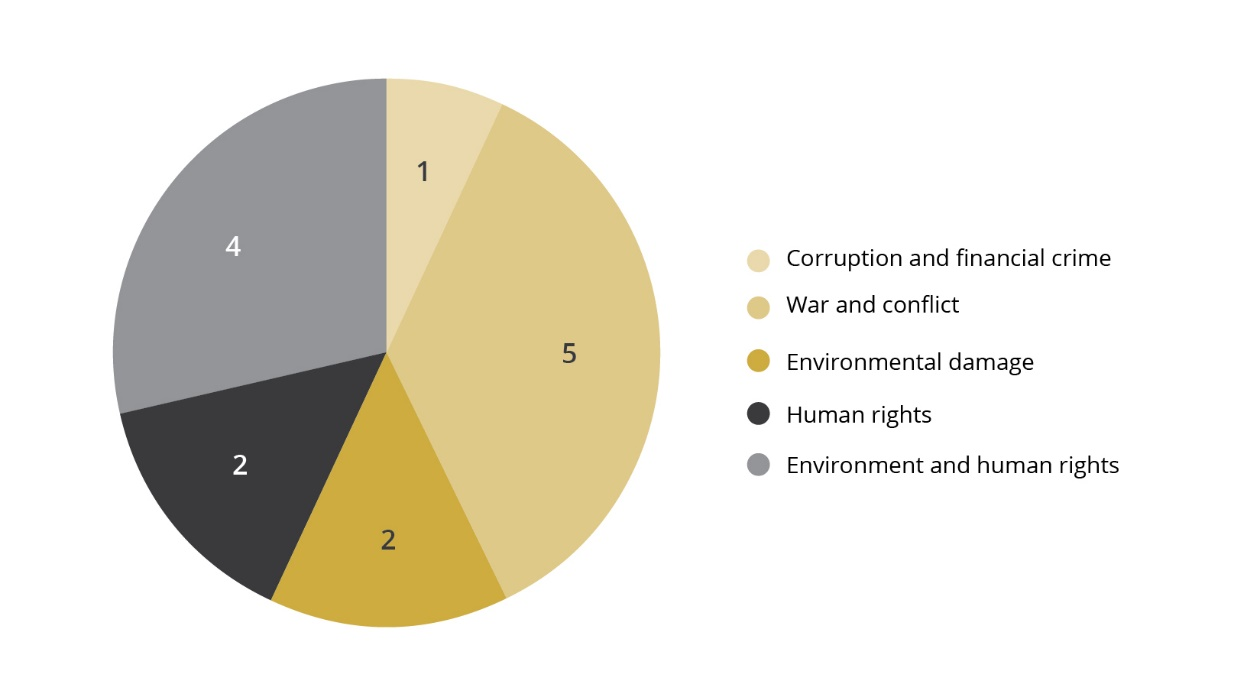 1
4
5
2
2
Corruption and financial crime
War and conflict
Environmental damage
Human rights
Environment and human rights